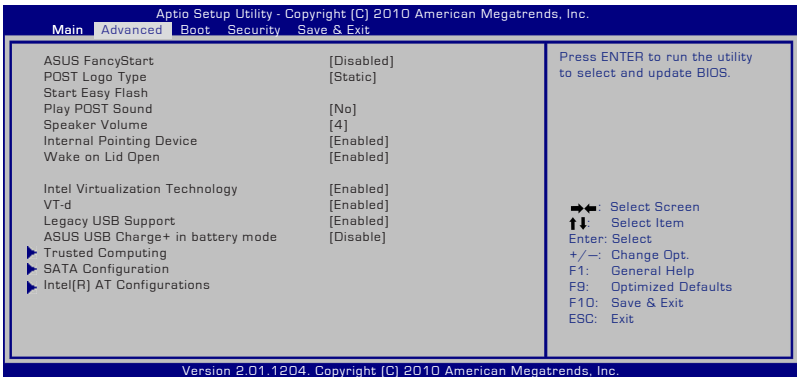 Aptio Setup Utility - Copyright (C) 2010 American Megatrends, Inc.
Main Advanced Boot Security Save & Exit
ASUS FancyStart [Disabled]
POST Logo Type [Static]
Start Easy Flash
Play POST Sound [No]
Speaker Volume [4]
Internal Pointing Device [Enabled]
Wake on Lid Open [Enabled]
Intel Virtualization Technology [Enabled]
VT-d [Enabled]
Legacy USB Support [Enabled]
ASUS USB Charge+ in battery mode [Disable]
Trusted Computing
SATA Configuration
Intel(R) AT Configurations
Press ENTER to run the utility
to select and update BIOS.
→←: Select Screen
↑↓: Select Item
Enter: Select
+/—: Change Opt.
F1: General Help
F9: Optimized Defaults
F10: Save & Exit
ESC: Exit
Version 2.01.1204. Copyright (C) 2010 American Megatrends, Inc.